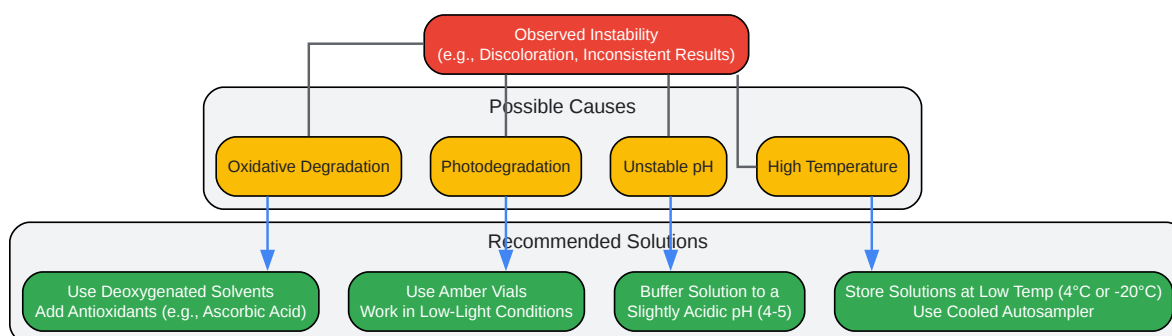 Observed Instability
(e.g., Discoloration, Inconsistent Results)
Possible Causes
Oxidative Degradation
Photodegradation
Unstable pH
High Temperature
Recommended Solutions
Use Deoxygenated Solvents
Add Antioxidants (e.g., Ascorbic Acid)
Use Amber Vials
Work in Low-Light Conditions
Buffer Solution to a
Slightly Acidic pH (4-5)
Store Solutions at Low Temp (4°C or -20°C)
Use Cooled Autosampler